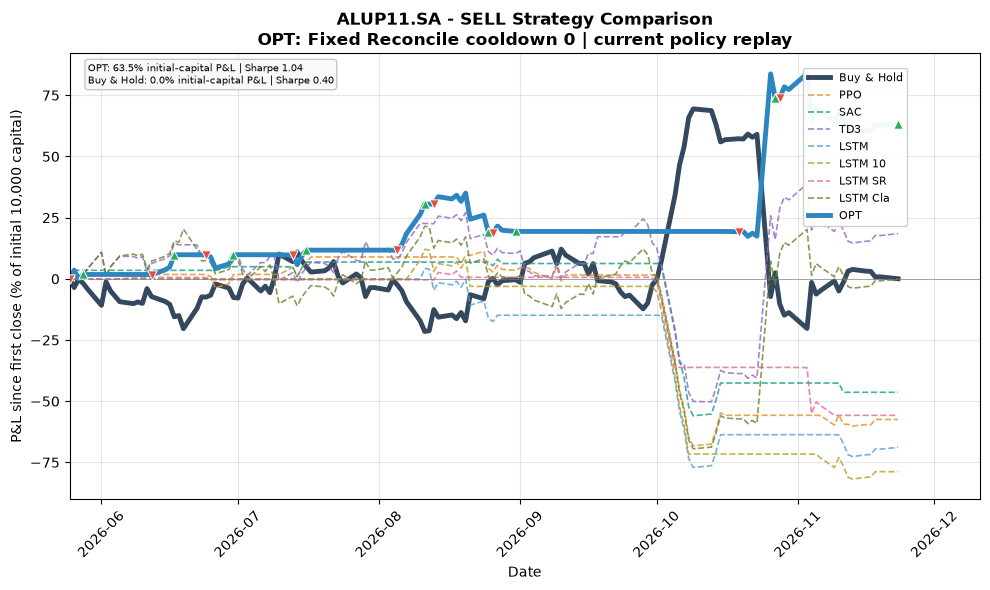 ALUP11.SA - SELL Strategy Comparison
OPT: Fixed Reconcile cooldown 0 | current policy replay
OPT: 63.5% initial-capital P&L | Sharpe 1.04
Buy & Hold: 0.0% initial-capital P&L | Sharpe 0.40
Buy & Hold
PPO
SAC
TD3
LSTM
LSTM 10
LSTM SR
LSTM Cla
OPT
P&L since first close (% of initial 10,000 capital)
75
50
25
0
−25
−50
−75
2026-06
2026-07
2026-08
2026-09
2026-10
2026-11
2026-12
Date